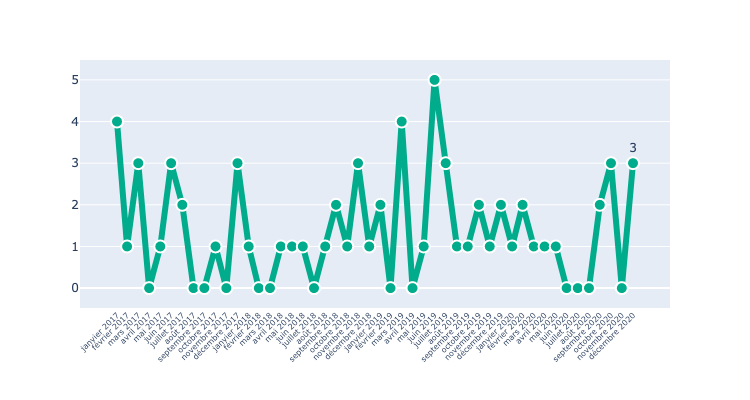 5
4
3
2
1
0
3
janvier 2017
février 2017
mars 2017
avril 2017
mai 2017
juin 2017
juillet 2017
août 2017
septembre 2017
octobre 2017
novembre 2017
décembre 2017
janvier 2018
février 2018
mars 2018
avril 2018
mai 2018
juin 2018
juillet 2018
août 2018
septembre 2018
octobre 2018
novembre 2018
décembre 2018
janvier 2019
février 2019
mars 2019
avril 2019
mai 2019
juin 2019
juillet 2019
août 2019
septembre 2019
octobre 2019
novembre 2019
décembre 2019
janvier 2020
février 2020
mars 2020
avril 2020
mai 2020
juin 2020
juillet 2020
août 2020
septembre 2020
octobre 2020
novembre 2020
décembre 2020